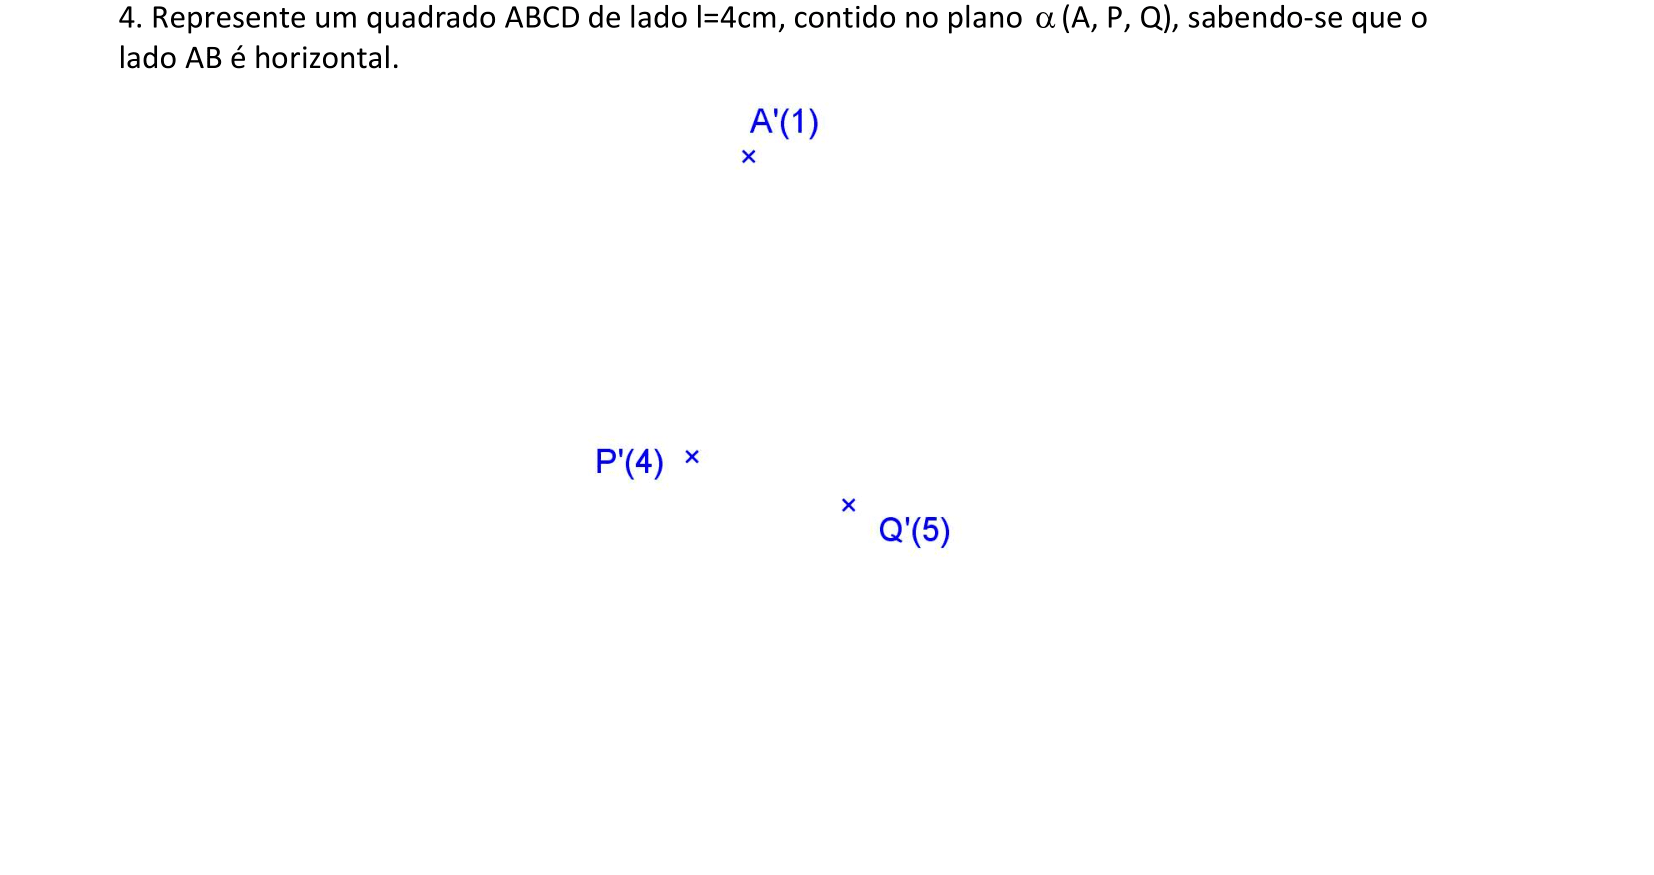 4. Represente um quadrado ABCD de lado l=4cm, contido no plano α (A, P, Q), sabendo-se que o
lado AB é horizontal.
A'(1)
P'(4)
Q'(5)